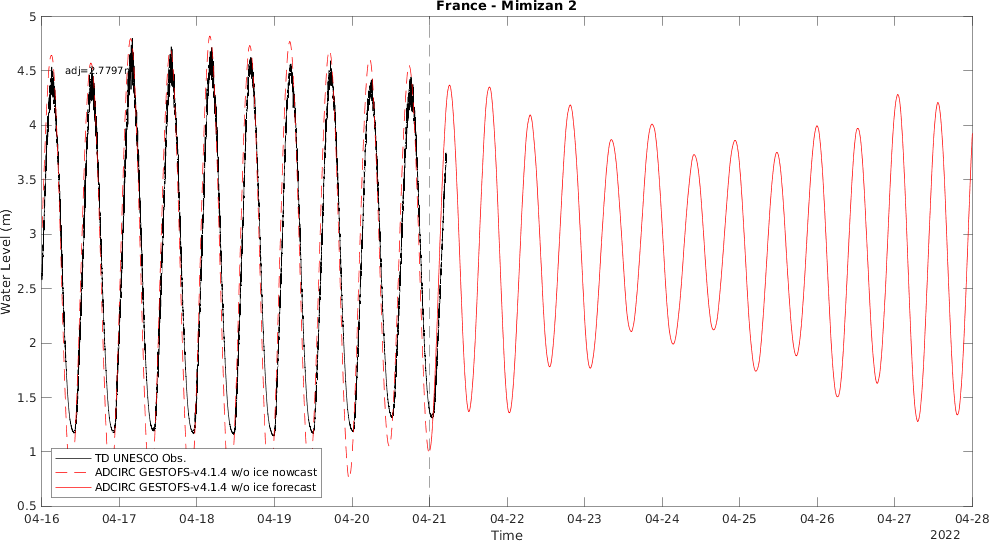 France - Mimizan 2
5
4.5
4
3.5
3
2.5
2
1.5
1
0.5
Water Level (m)
adj=2.7797m
TD UNESCO Obs.
ADCIRC GESTOFS-v4.1.4 w/o ice nowcast
ADCIRC GESTOFS-v4.1.4 w/o ice forecast
04-16 04-17 04-18 04-19 04-20 04-21 04-22 04-23 04-24 04-25 04-26 04-27 04-28
Time
2022